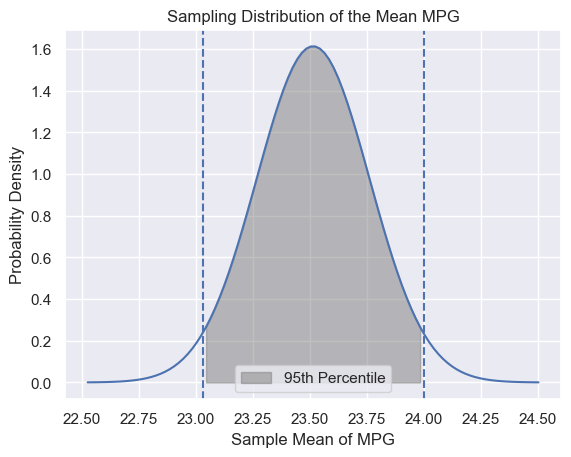 Sampling Distribution of the Mean MPG
Probability Density
1.6
1.4
1.2
1.0
0.8
0.6
0.4
0.2
0.0
95th Percentile
22.50 22.75 23.00 23.25 23.50 23.75 24.00 24.25 24.50
Sample Mean of MPG